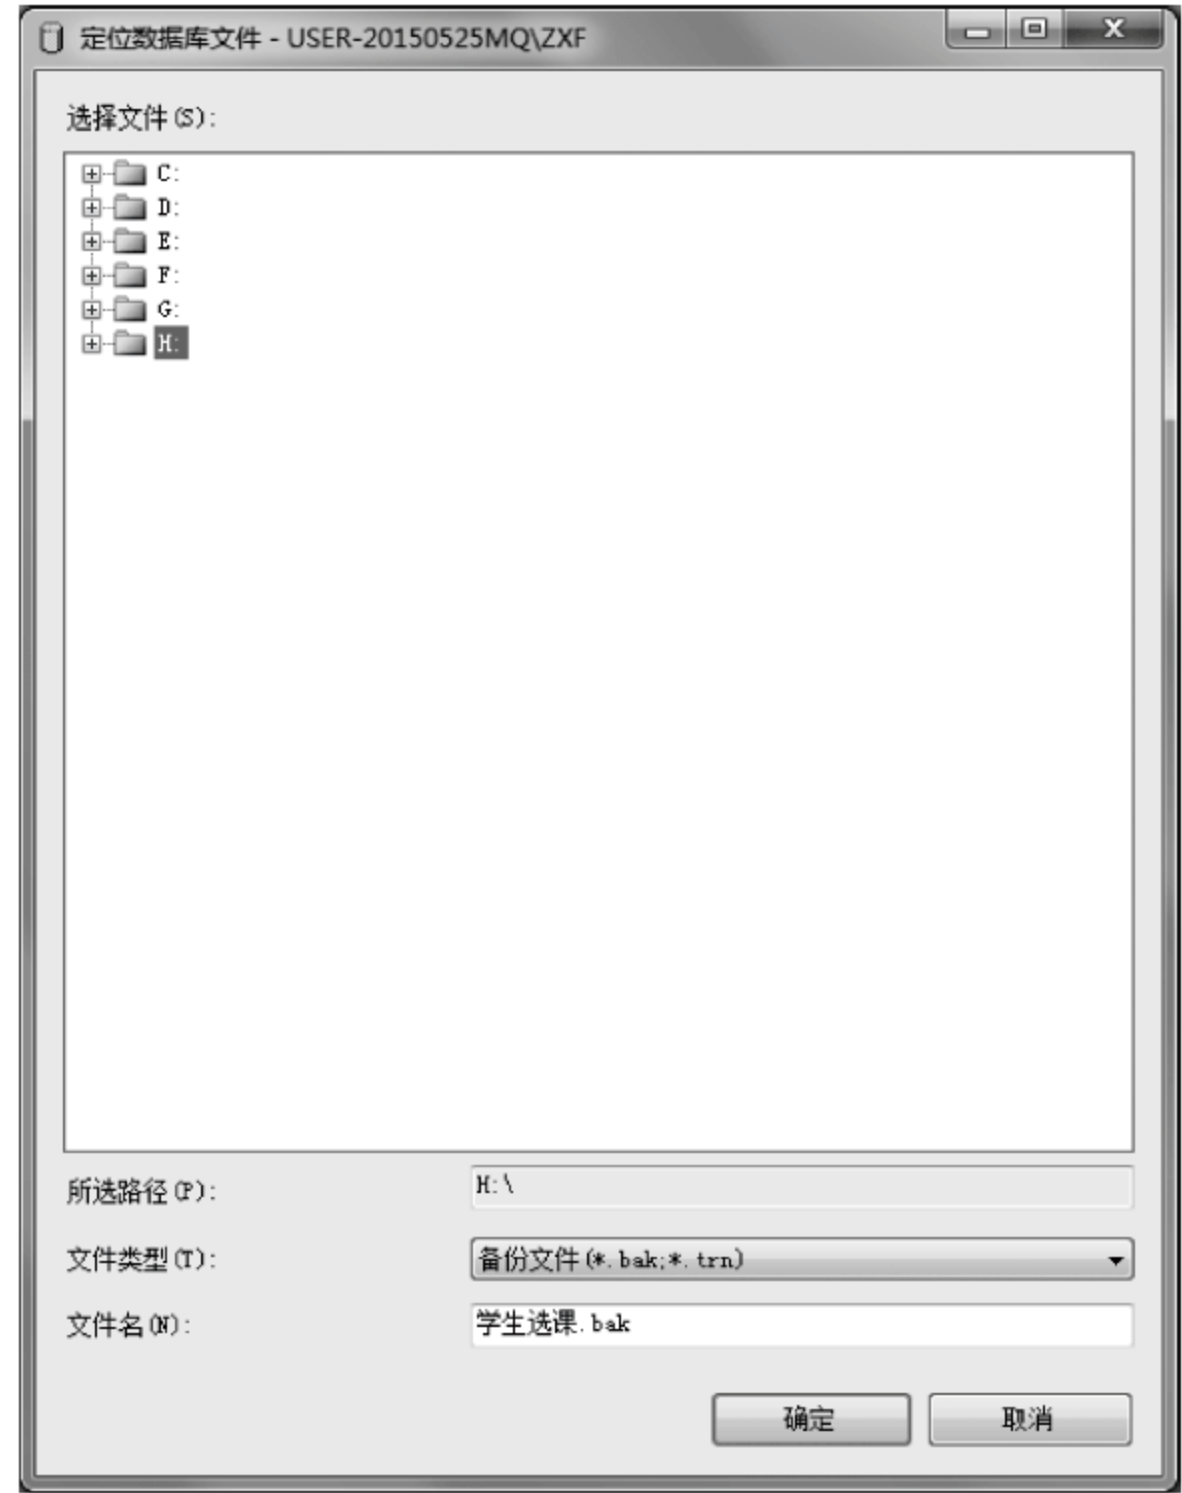 定位数据库文件 - USER-20150525MQ\ZXF
选择文件(S):
C:
D:
E:
F:
G:
H:
所选路径(P): H:\
文件类型(T): 备份文件(*.bak;*.trn)
文件名(N): 学生选课.bak
确定 取消